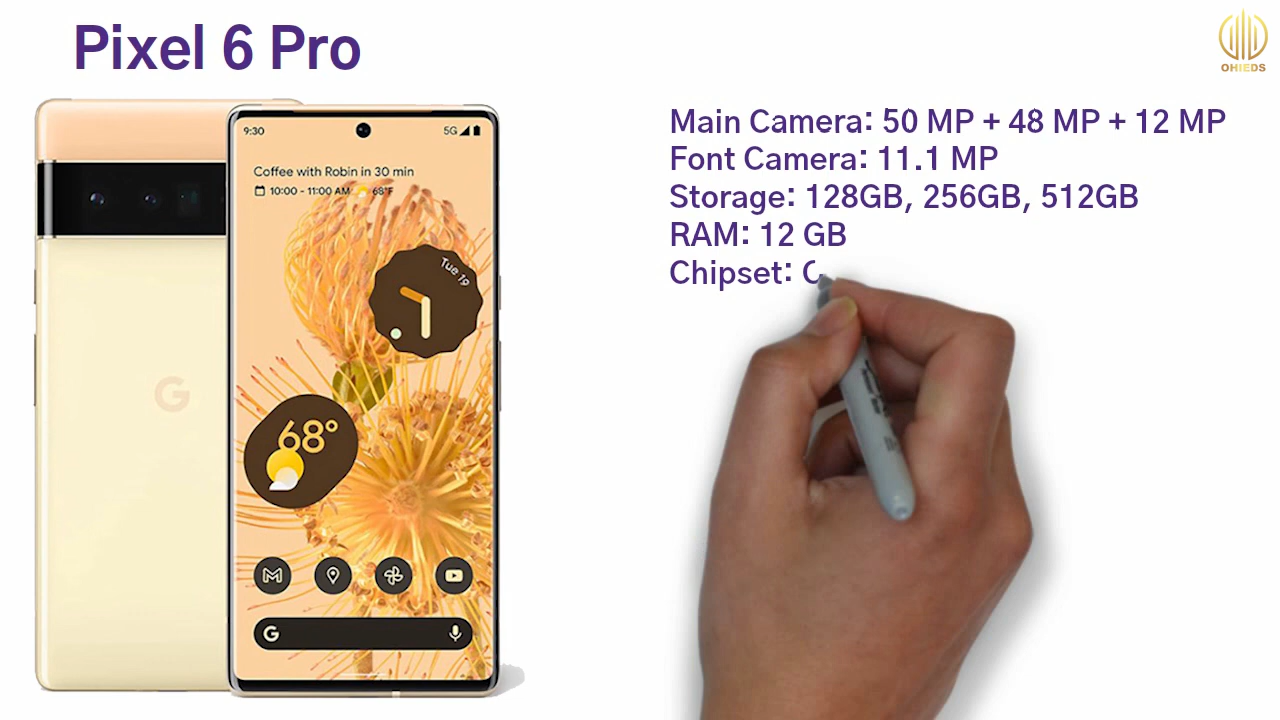 Pixel 6 Pro
OHIEDS
Main Camera: 50 MP + 48 MP + 12 MP
Font Camera: 11.1 MP
Storage: 128GB, 256GB, 512GB
RAM: 12 GB
Chipset:
9:30
5G
Coffee with Robin in 30 min
10:00 - 11:00 AM 68°F
Tue 19
68°
G
G